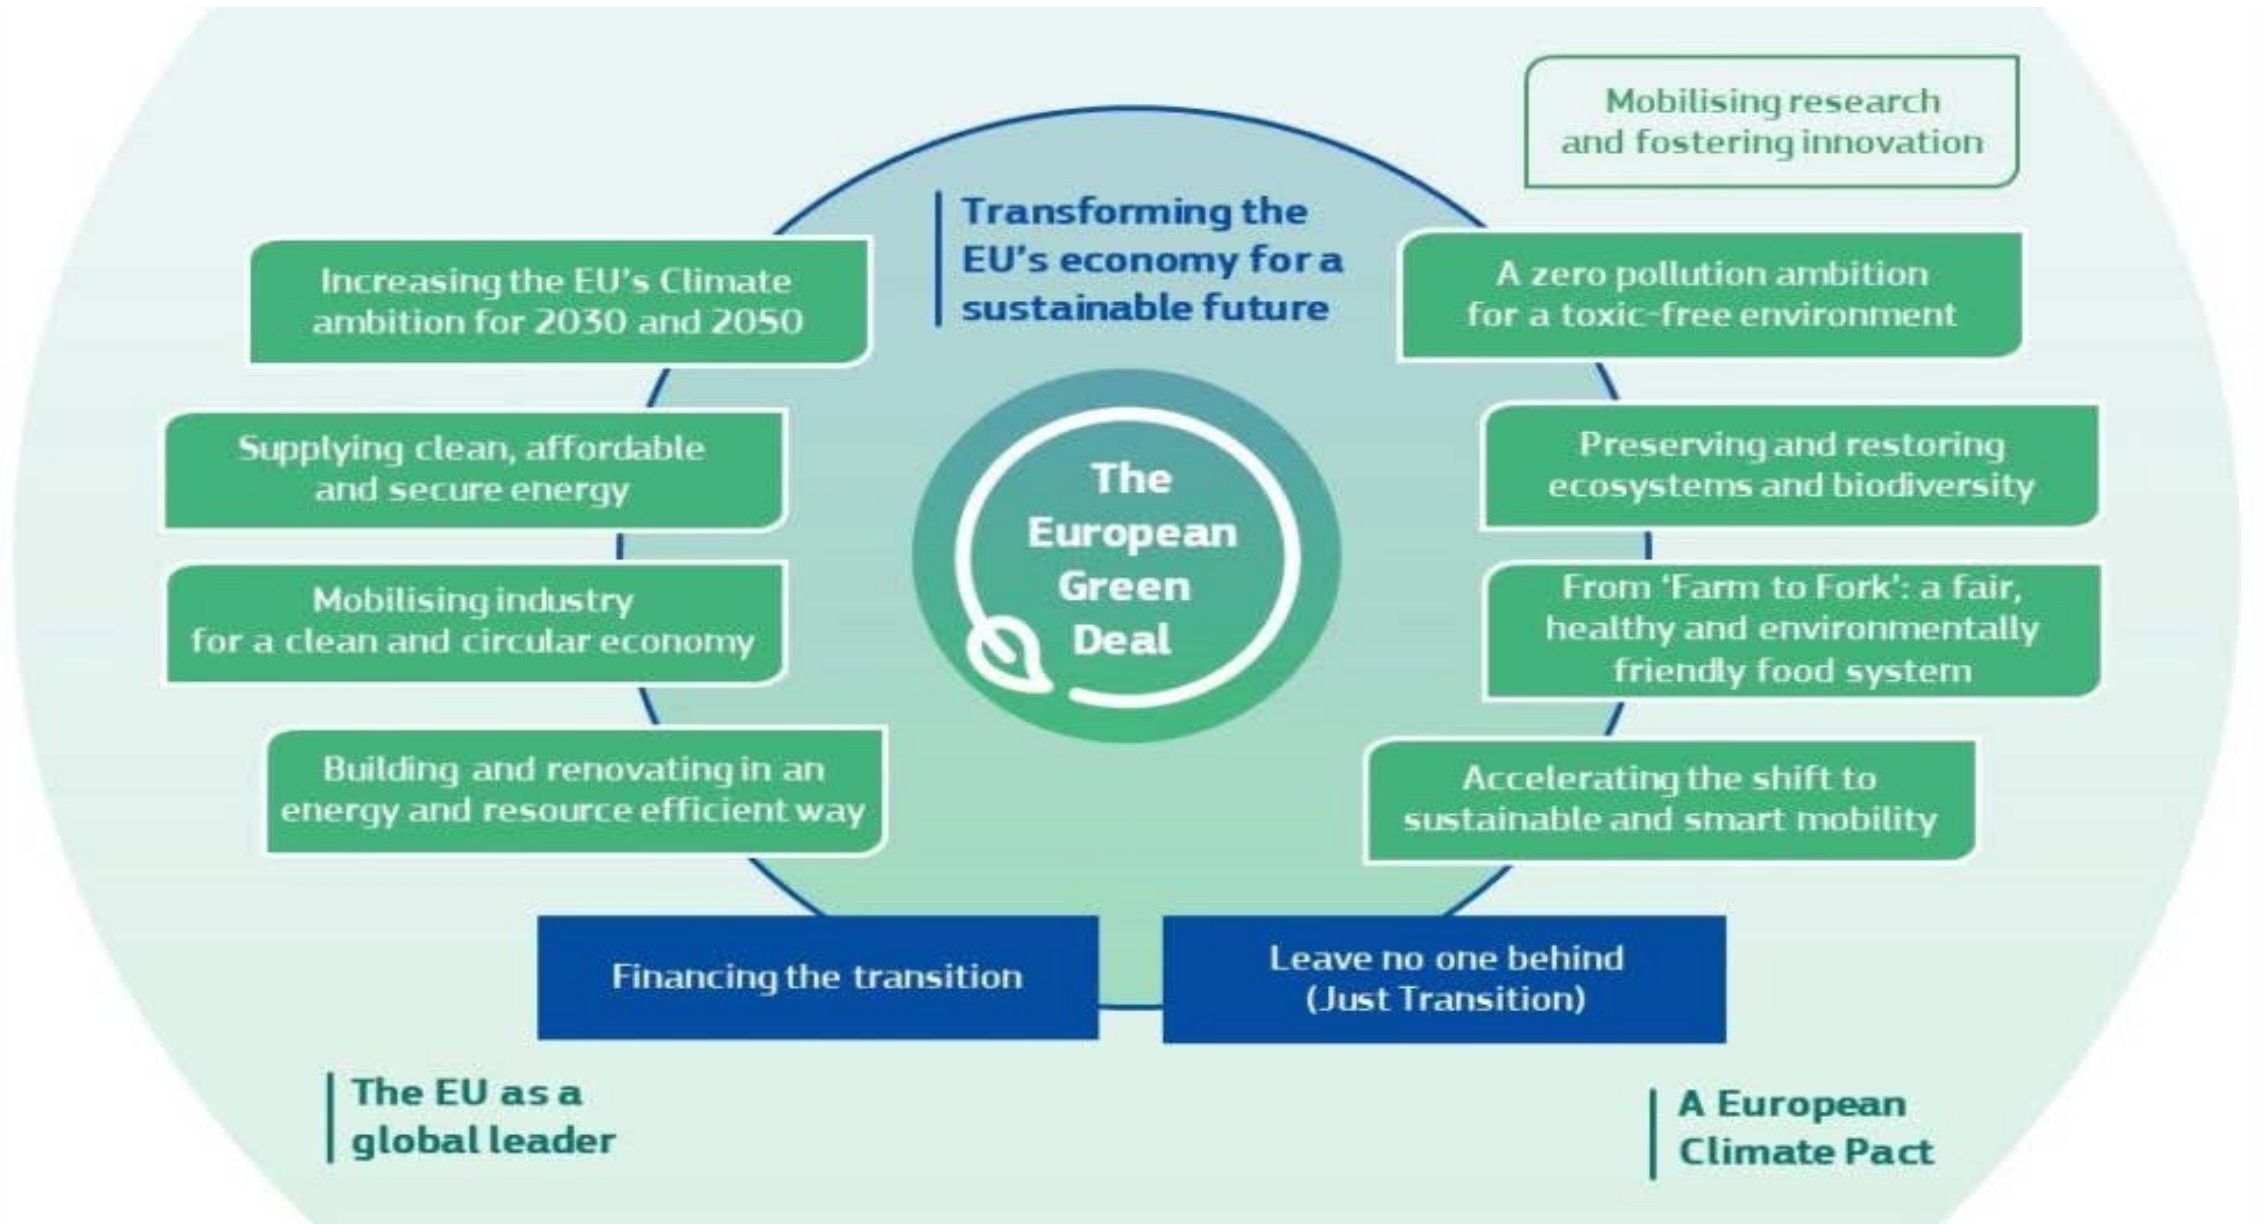 Mobilising research
and fostering innovation
Transforming the
EU's economy for a
sustainable future
Increasing the EU's Climate
ambition for 2030 and 2050
A zero pollution ambition
for a toxic-free environment
Supplying clean, affordable
and secure energy
Preserving and restoring
ecosystems and biodiversity
The
European
Green
Deal
Mobilising industry
for a clean and circular economy
From 'Farm to Fork': a fair,
healthy and environmentally
friendly food system
Building and renovating in an
energy and resource efficient way
Accelerating the shift to
sustainable and smart mobility
Financing the transition
Leave no one behind
(Just Transition)
The EU as a
global leader
A European
Climate Pact